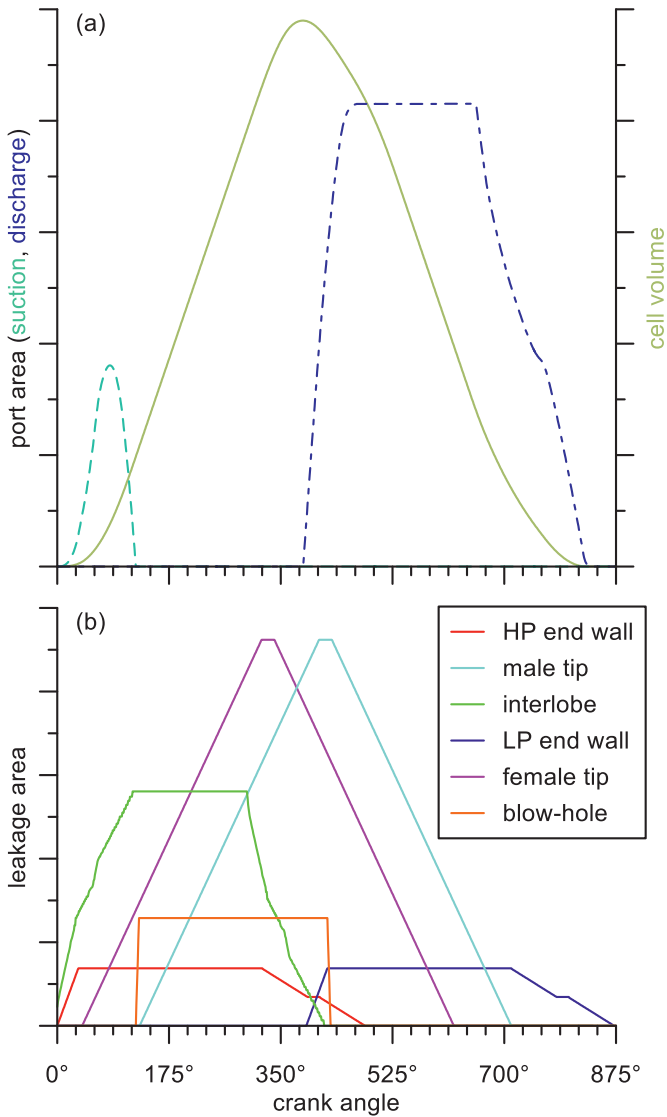 (a)
port area (suction, discharge)
cell volume
(b)
HP end wall
male tip
interlobe
LP end wall
female tip
blow-hole
leakage area
0° 175° 350° 525° 700° 875°
crank angle